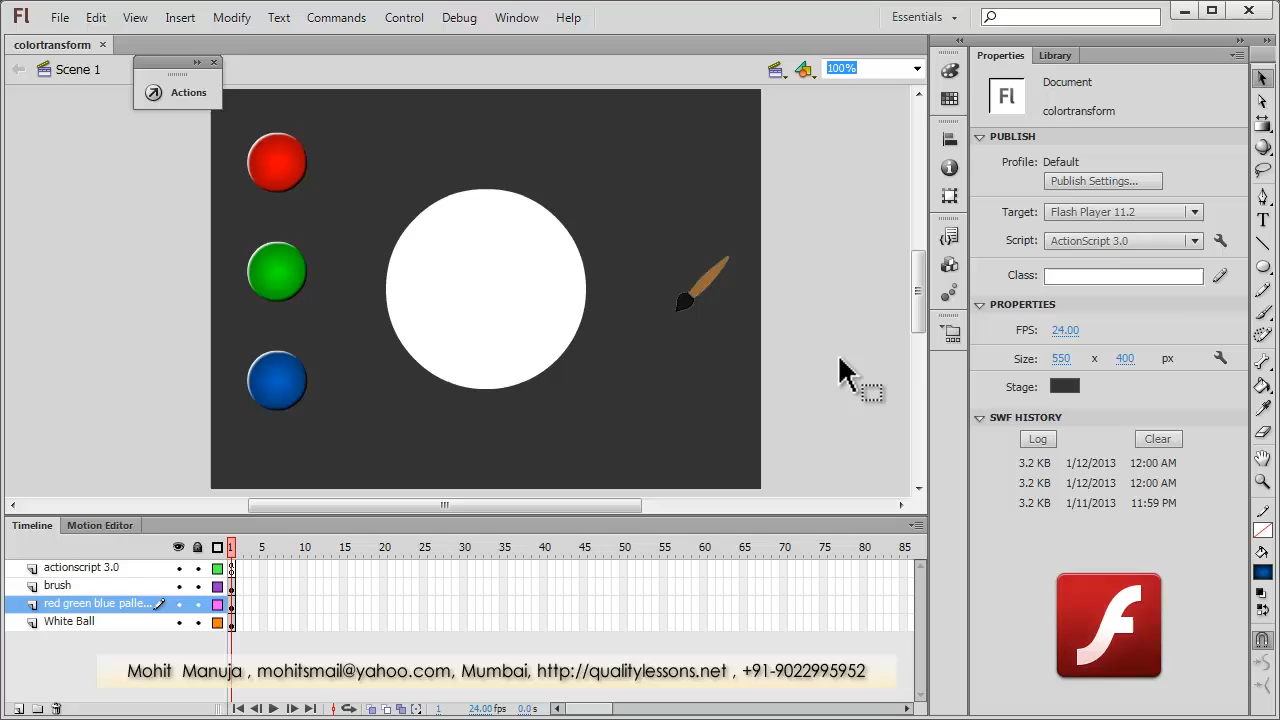 Fl File Edit View Insert Modify Text Commands Control Debug Window Help Essentials
colortransform
Scene 1
100%
Actions
Properties Library
Fl
Document
colortransform
PUBLISH
Profile: Default
Publish Settings...
Target: Flash Player 11.2
Script: ActionScript 3.0
Class:
PROPERTIES
FPS: 24.00
Size: 550 x 400 px
Stage:
SWF HISTORY
Log Clear
3.2 KB 1/12/2013 12:00 AM
3.2 KB 1/12/2013 12:00 AM
3.2 KB 1/11/2013 11:59 PM
Timeline Motion Editor
1 5 10 15 20 25 30 35 40 45 50 55 60 65 70 75 80 85
actionscript 3.0
brush
red green blue palle...
White Ball
Mohit Manuja , mohitsmail@yahoo.com, Mumbai, http://qualitylessons.net , +91-9022995952
1 24.00 fps 0.0 s